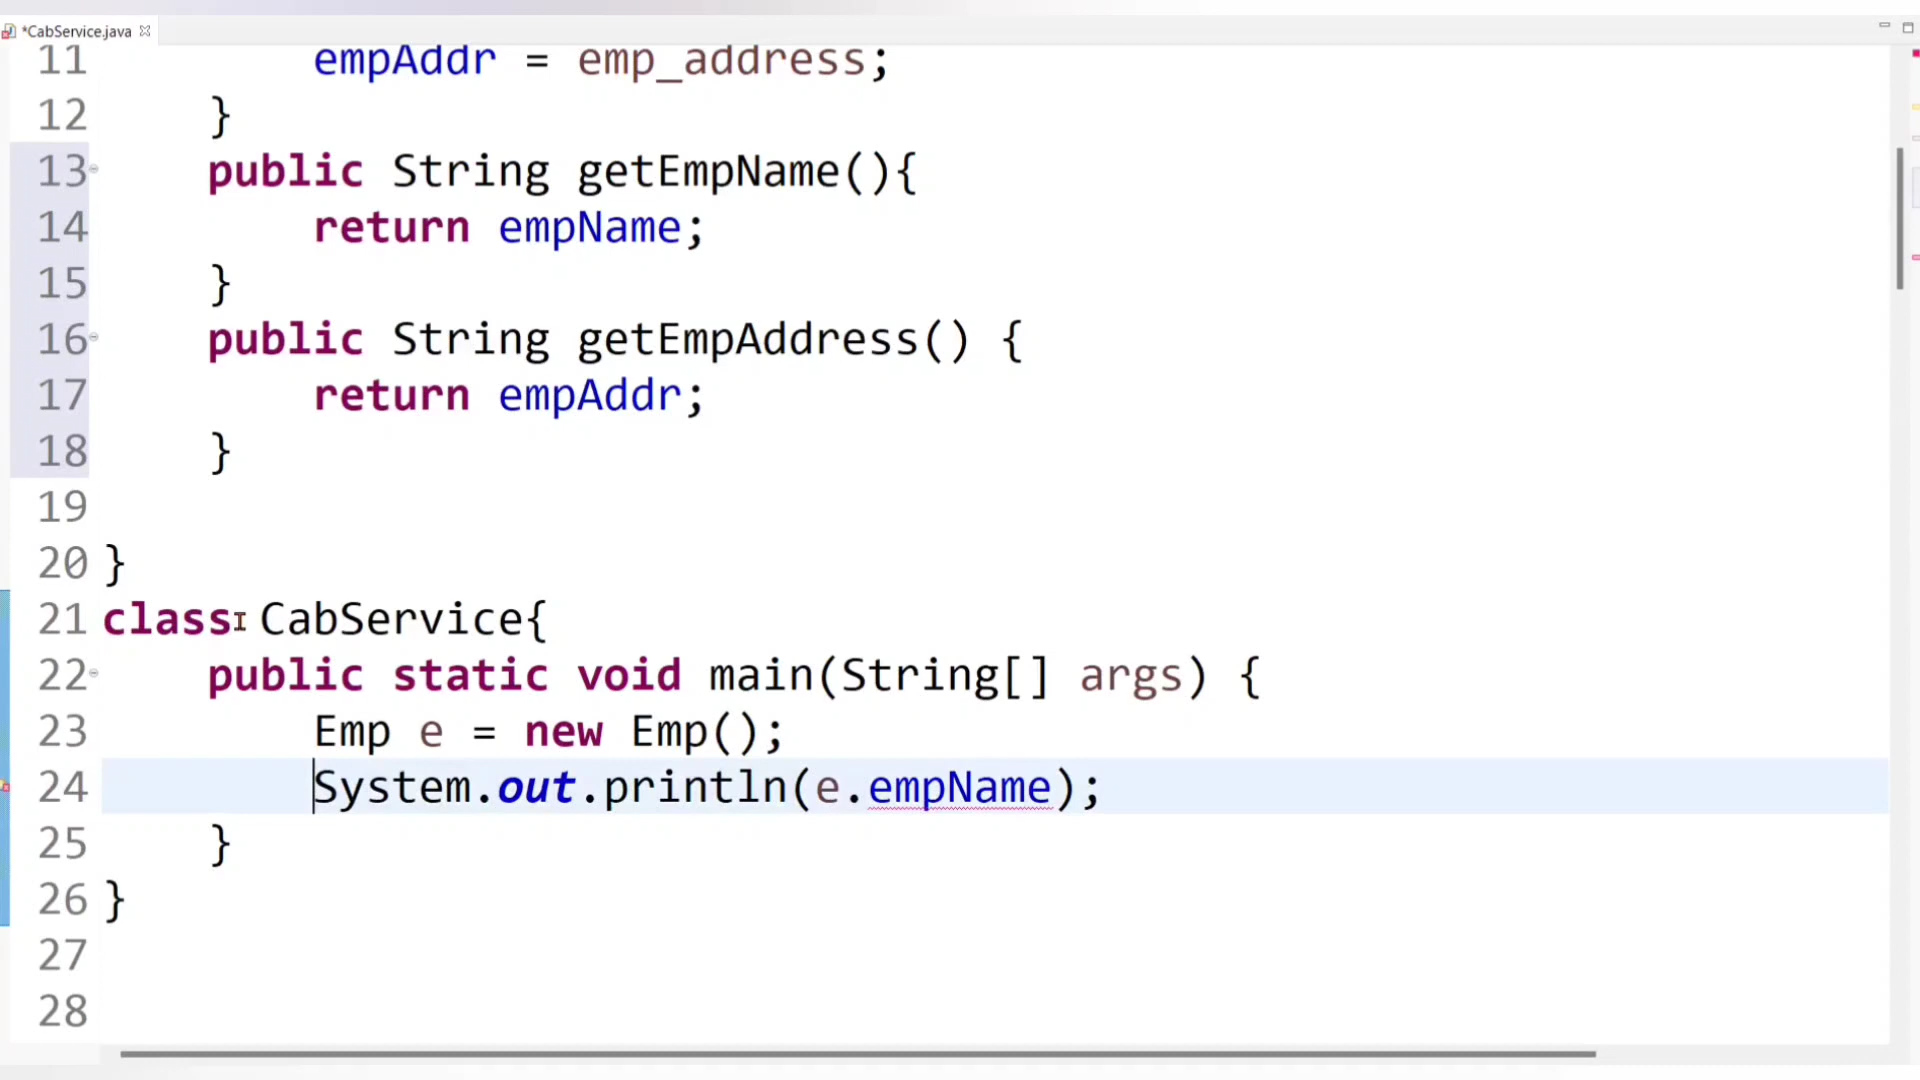 *CabService.java
11 empAddr = emp_address;
12 }
13 public String getEmpName(){
14 return empName;
15 }
16 public String getEmpAddress() {
17 return empAddr;
18 }
19
20 }
21 class CabService{
22 public static void main(String[] args) {
23 Emp e = new Emp();
24 System.out.println(e.empName);
25 }
26 }
27
28